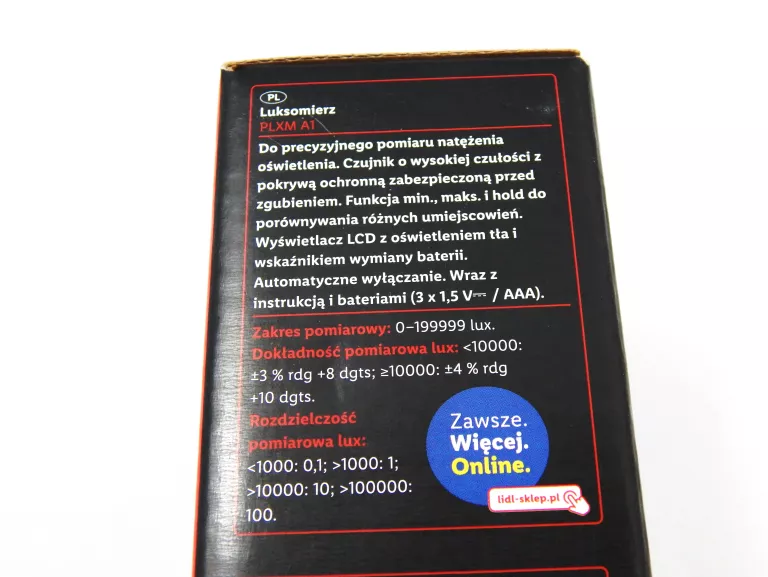 PL
Luksomierz
PLXM A1
Do precyzyjnego pomiaru natężenia
oświetlenia. Czujnik o wysokiej czułości z
pokrywą ochronną zabezpieczoną przed
zgubieniem. Funkcja min., maks. i hold do
porównywania różnych umiejscowień.
Wyświetlacz LCD z oświetleniem tła i
wskaźnikiem wymiany baterii.
Automatyczne wyłączanie. Wraz z
instrukcją i bateriami (3 x 1,5 V⎓ / AAA).
Zakres pomiarowy: 0–199999 lux.
Dokładność pomiarowa lux: <10000:
±3 % rdg +8 dgts; ≥10000: ±4 % rdg
+10 dgts.
Rozdzielczość
pomiarowa lux:
<1000: 0,1; >1000: 1;
>10000: 10; >100000:
100.
Zawsze.
Więcej.
Online.
lidl-sklep.pl